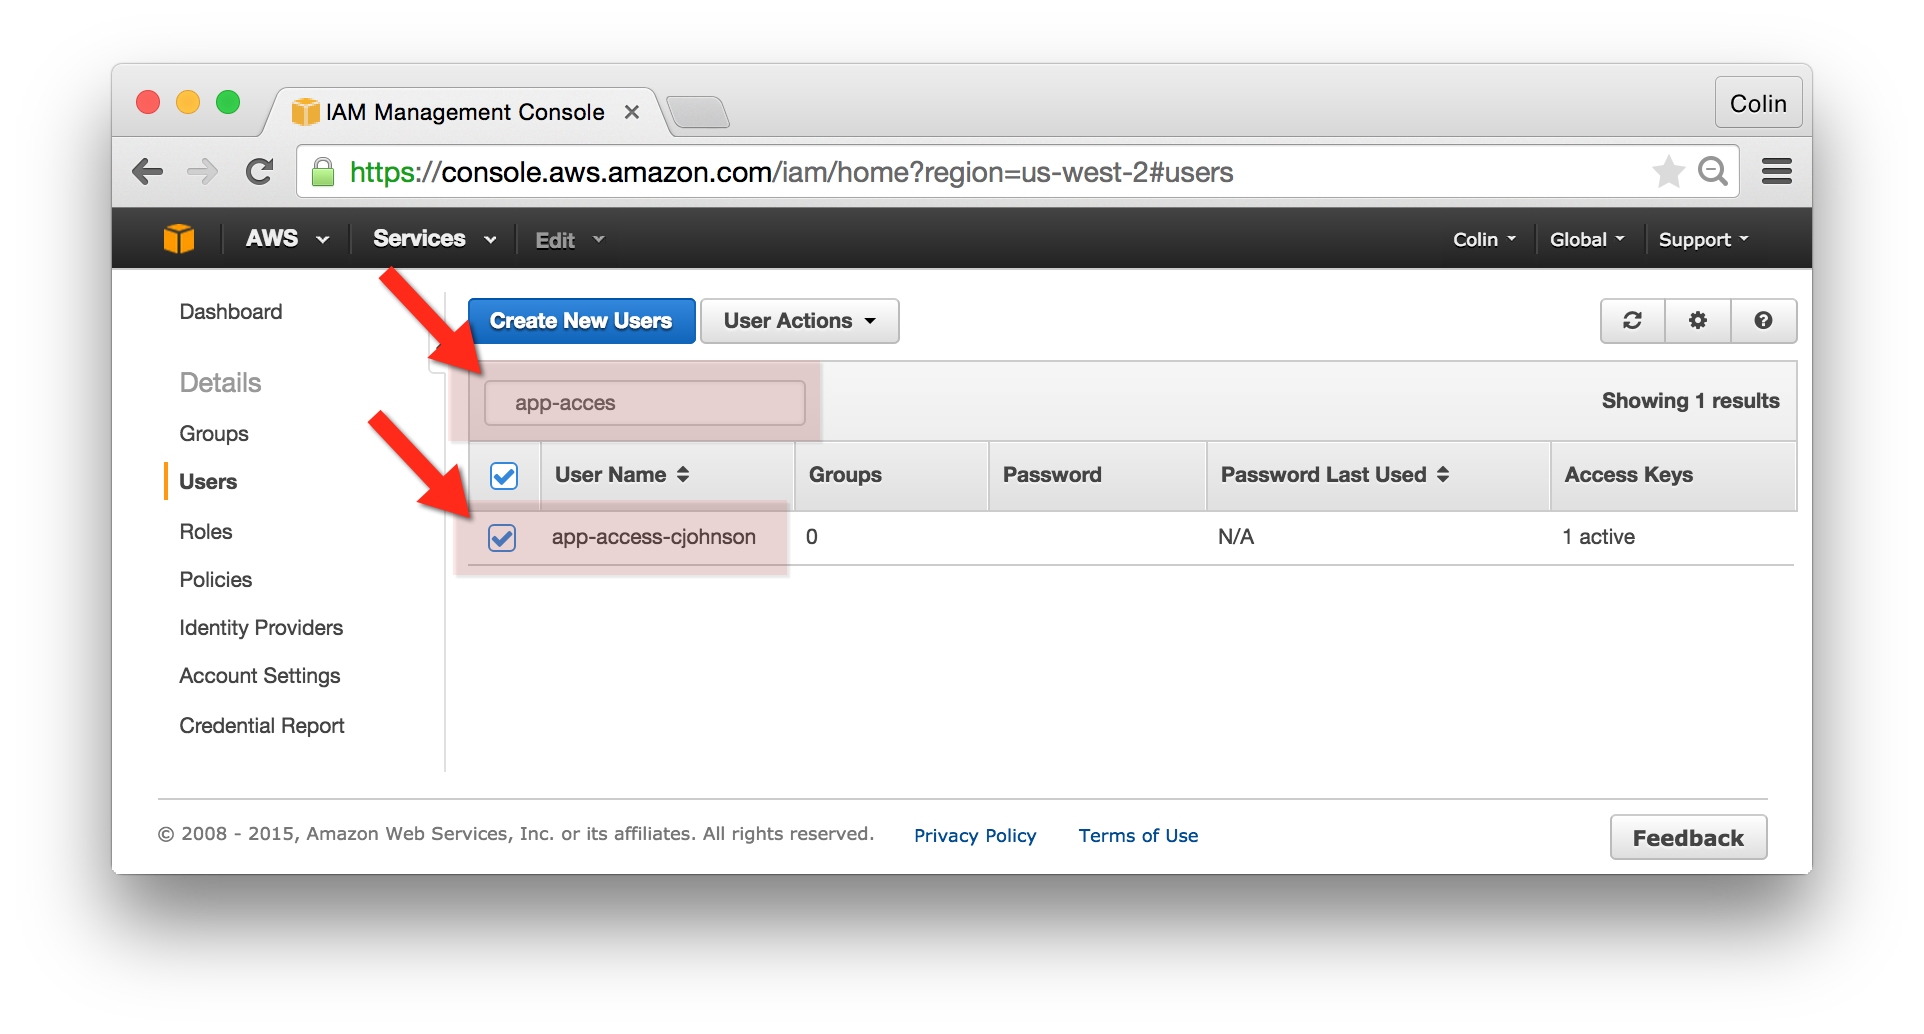 IAM Management Console
Colin
https://console.aws.amazon.com/iam/home?region=us-west-2#users
AWS Services Edit Colin Global Support
Dashboard
Details
Groups
Users
Roles
Policies
Identity Providers
Account Settings
Credential Report
Create New Users User Actions
app-acces Showing 1 results
User Name Groups Password Password Last Used Access Keys
app-access-cjohnson 0 N/A 1 active
© 2008 - 2015, Amazon Web Services, Inc. or its affiliates. All rights reserved. Privacy Policy Terms of Use Feedback